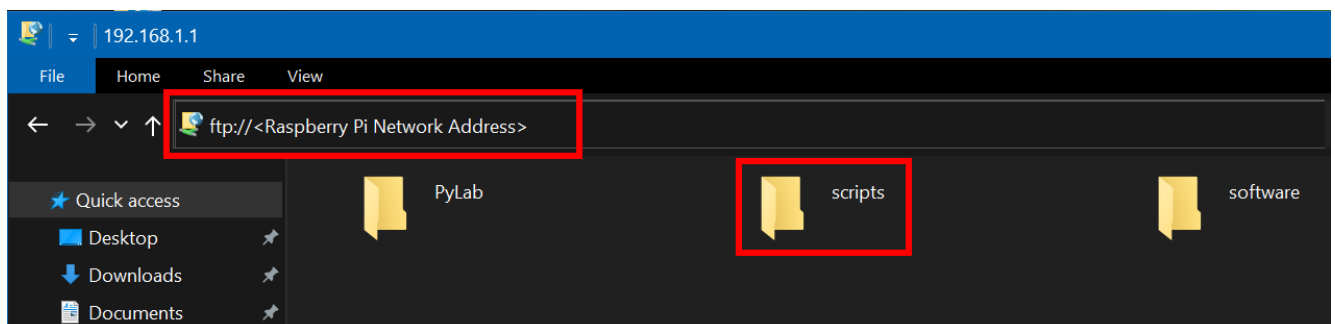 192.168.1.1
File Home Share View
ftp://<Raspberry Pi Network Address>
Quick access
Desktop
Downloads
Documents
PyLab
scripts
software